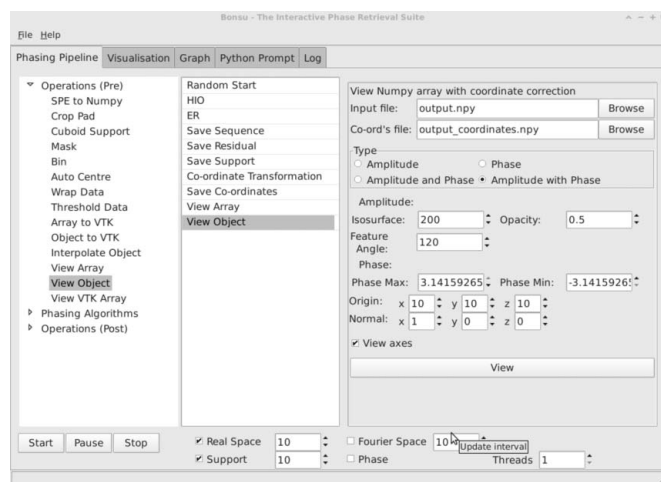 Bonsu - The Interactive Phase Retrieval Suite
File Help
Phasing Pipeline Visualisation Graph Python Prompt Log
Operations (Pre)
SPE to Numpy
Crop Pad
Cuboid Support
Mask
Bin
Auto Centre
Wrap Data
Threshold Data
Array to VTK
Object to VTK
Interpolate Object
View Array
View Object
View VTK Array
Phasing Algorithms
Operations (Post)
Random Start
HIO
ER
Save Sequence
Save Residual
Save Support
Co-ordinate Transformation
Save Co-ordinates
View Array
View Object
View Numpy array with coordinate correction
Input file: output.npy Browse
Co-ord's file: output_coordinates.npy Browse
Type
Amplitude Phase
Amplitude and Phase Amplitude with Phase
Amplitude:
Isosurface: 200 Opacity: 0.5
Feature Angle: 120
Phase:
Phase Max: 3.14159265 Phase Min: -3.14159265
Origin: x 10 y 10 z 10
Normal: x 1 y 0 z 0
View axes
View
Start Pause Stop
Real Space 10 Fourier Space 10
Update interval
Support 10 Phase Threads 1